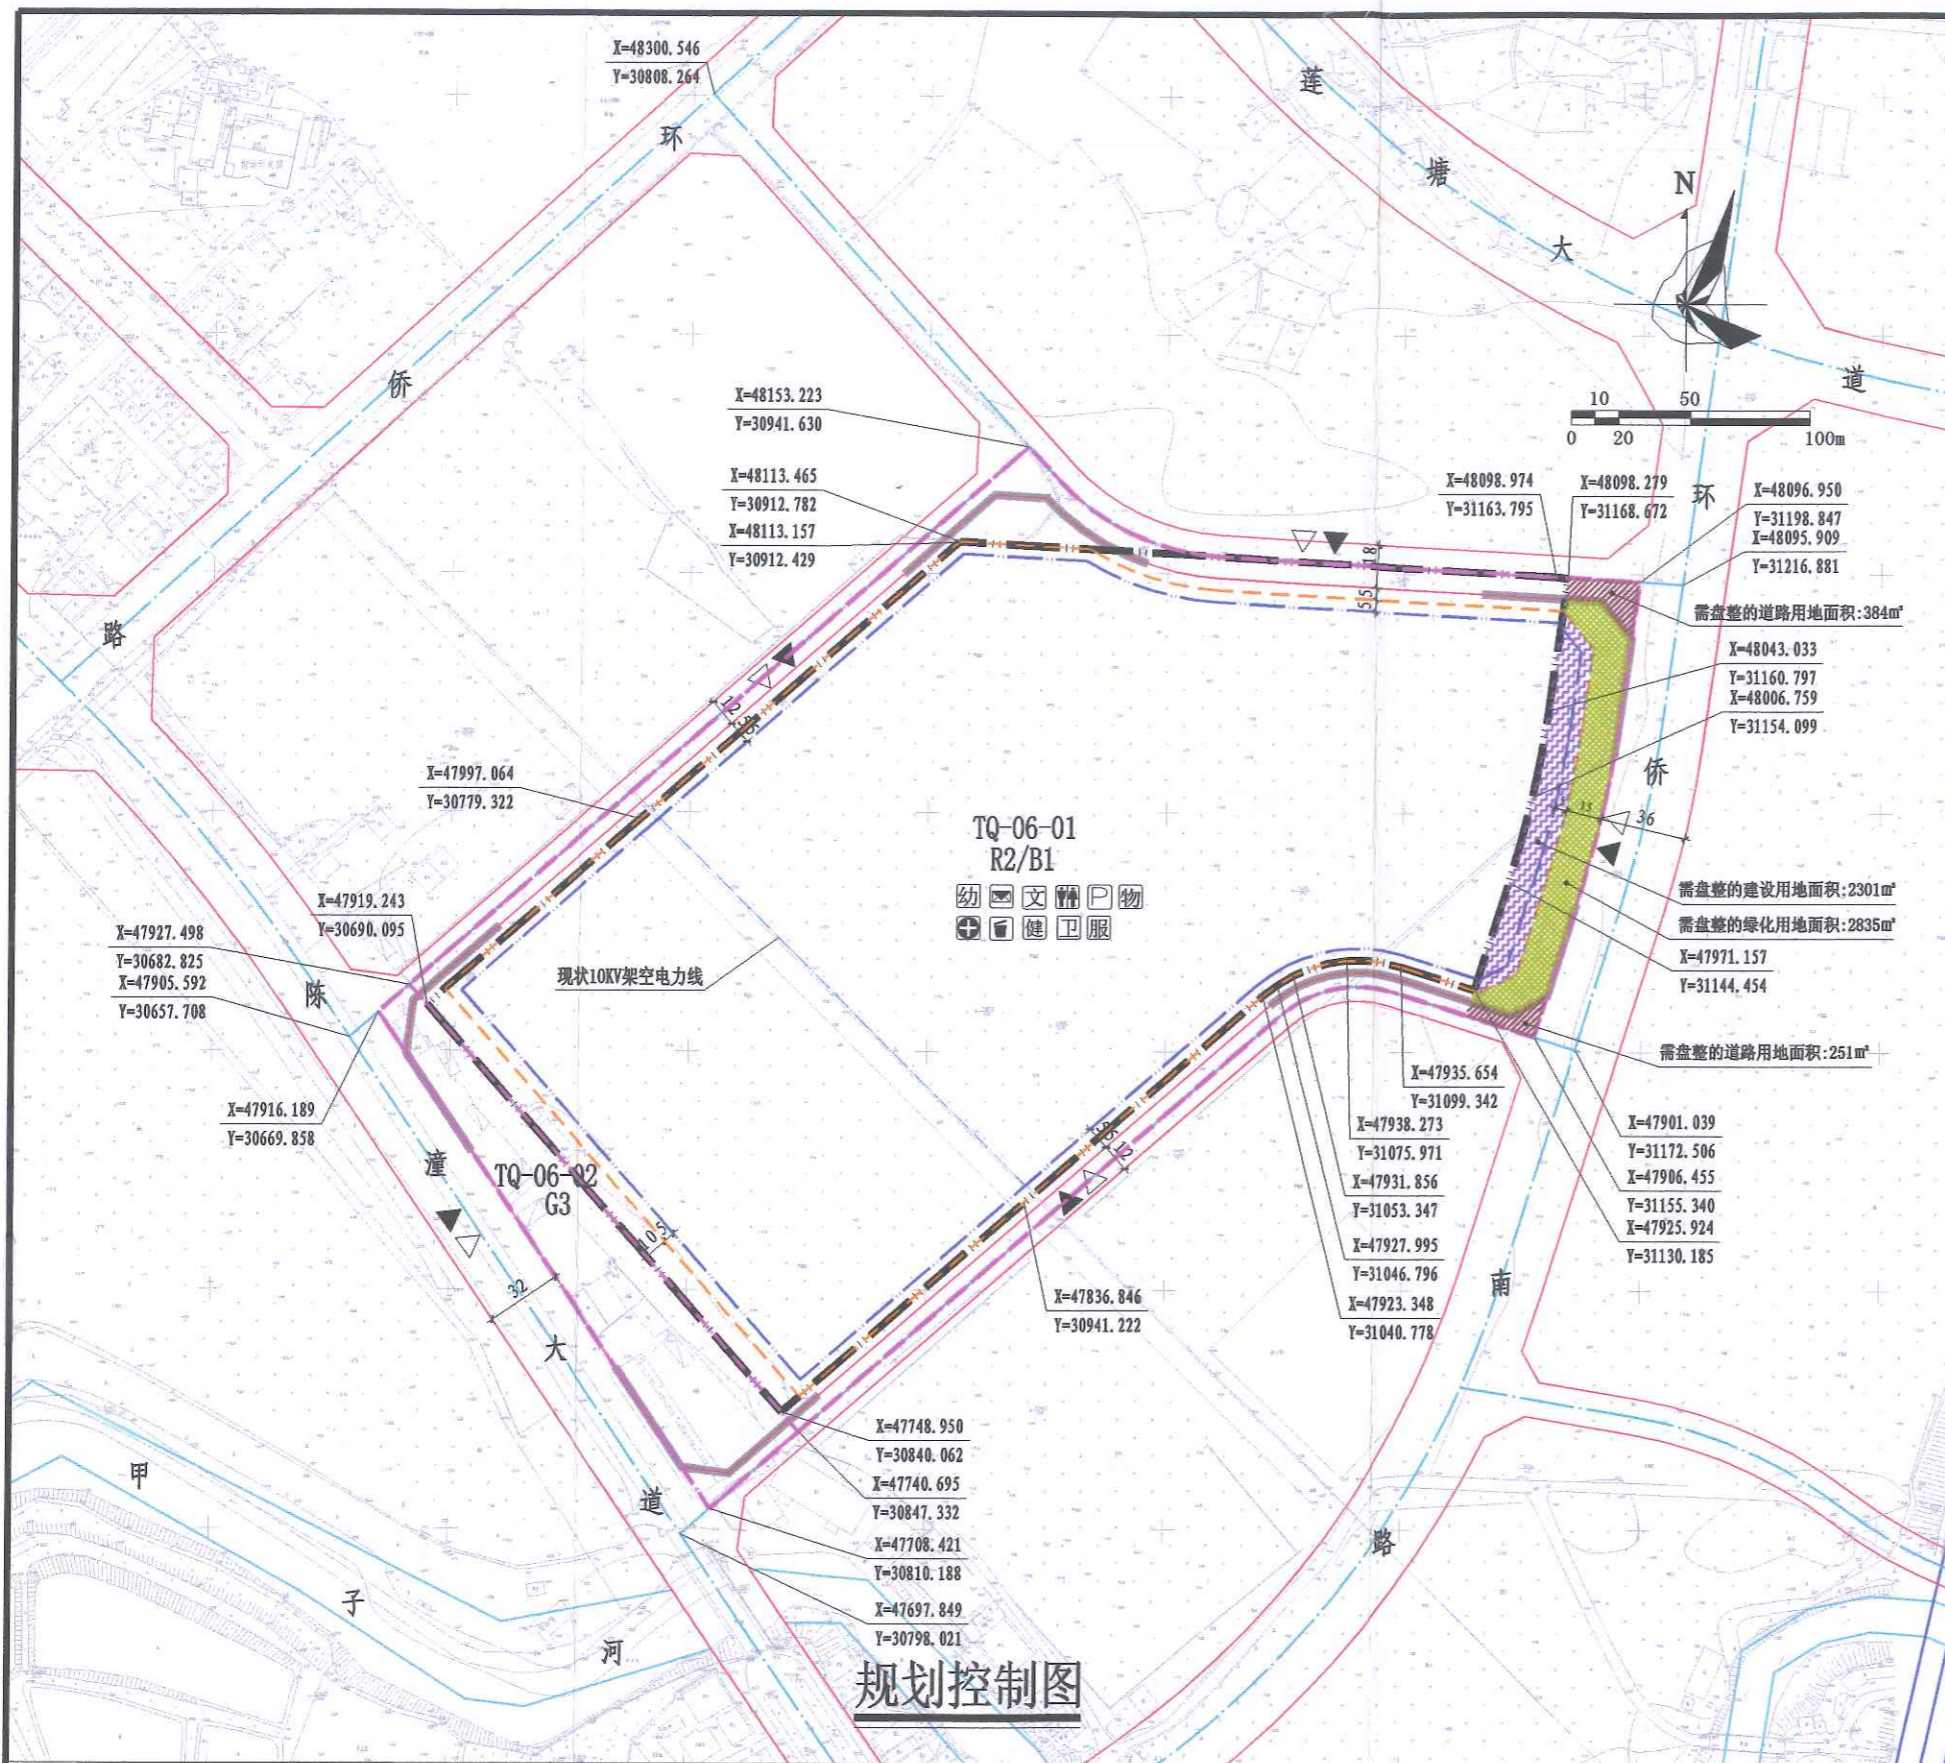 X=48300.546
Y=30808.264
环
侨
路
莲
塘
大
道
N
10 50
0 20 100m
X=48153.223
Y=30941.630
X=48113.465
Y=30912.782
X=48113.157
Y=30912.429
X=48098.974
Y=31163.795
X=48098.279
Y=31168.672
环
X=48096.950
Y=31198.847
X=48095.909
Y=31216.881
18
55
需盘整的道路用地面积:384㎡
X=48043.033
Y=31160.797
X=48006.759
Y=31154.099
侨
15
36
12
55
X=47997.064
Y=30779.322
TQ-06-01
R2/B1
幼 文 P 物
健 卫 服
需盘整的建设用地面积:2301㎡
需盘整的绿化用地面积:2835㎡
X=47971.157
Y=31144.454
X=47919.243
Y=30690.095
X=47927.498
Y=30682.825
X=47905.592
Y=30657.708
现状10KV架空电力线
陈
需盘整的道路用地面积:251㎡
X=47916.189
Y=30669.858
X=47935.654
Y=31099.342
X=47938.273
Y=31075.971
X=47931.856
Y=31053.347
X=47927.995
Y=31046.796
X=47923.348
Y=31040.778
X=47901.039
Y=31172.506
X=47906.455
Y=31155.340
X=47925.924
Y=31130.185
潼
TQ-06-02
G3
55
12
10
5
32
南
X=47836.846
Y=30941.222
大
X=47748.950
Y=30840.062
X=47740.695
Y=30847.332
X=47708.421
Y=30810.188
X=47697.849
Y=30798.021
道
路
甲
子
河
规划控制图